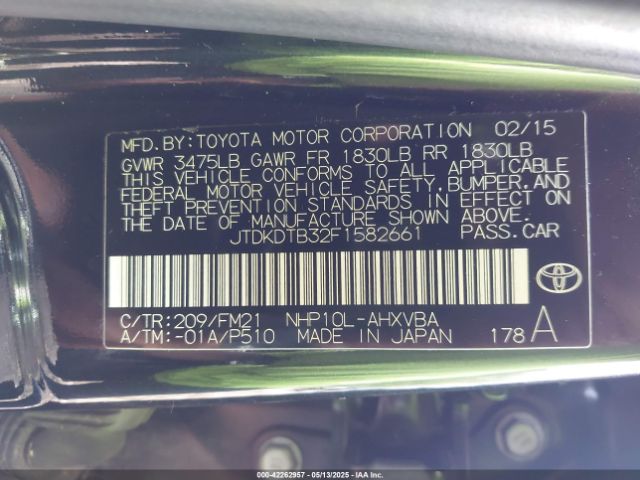 MFD.BY:TOYOTA MOTOR CORPORATION 02/15
GVWR 3475LB GAWR FR 1830LB RR 1830LB
THIS VEHICLE CONFORMS TO ALL APPLICABLE
FEDERAL MOTOR VEHICLE SAFETY,BUMPER,AND
THEFT PREVENTION STANDARDS IN EFFECT ON
THE DATE OF MANUFACTURE SHOWN ABOVE.
JTDKDTB32F1582661 PASS.CAR
C/TR:209/FM21 NHP10L-AHXVBA
A/TM:-01A/P510 MADE IN JAPAN 178 A
000-42262957 - 05/13/2025 - IAA Inc.